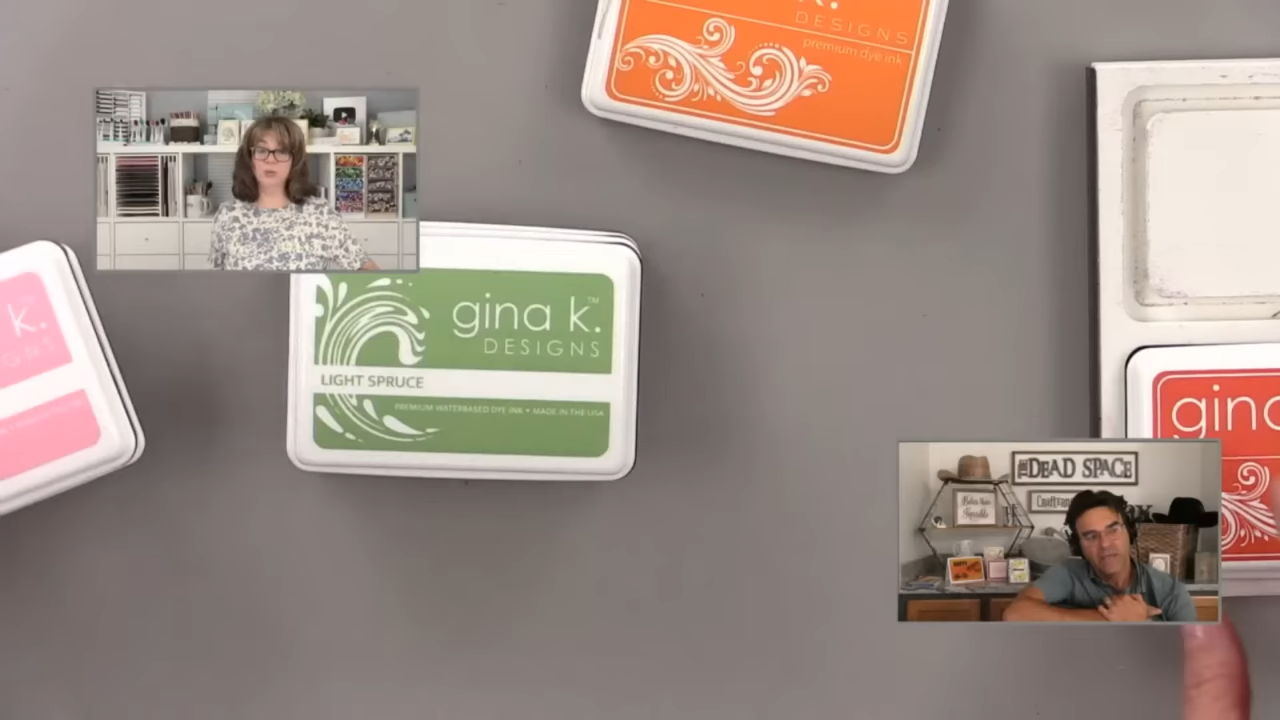 k.
DESIGNS
premium dye ink
gina k.™
DESIGNS
LIGHT SPRUCE
PREMIUM WATERBASED DYE INK • MADE IN THE USA
k.
gina
THE DEAD SPACE